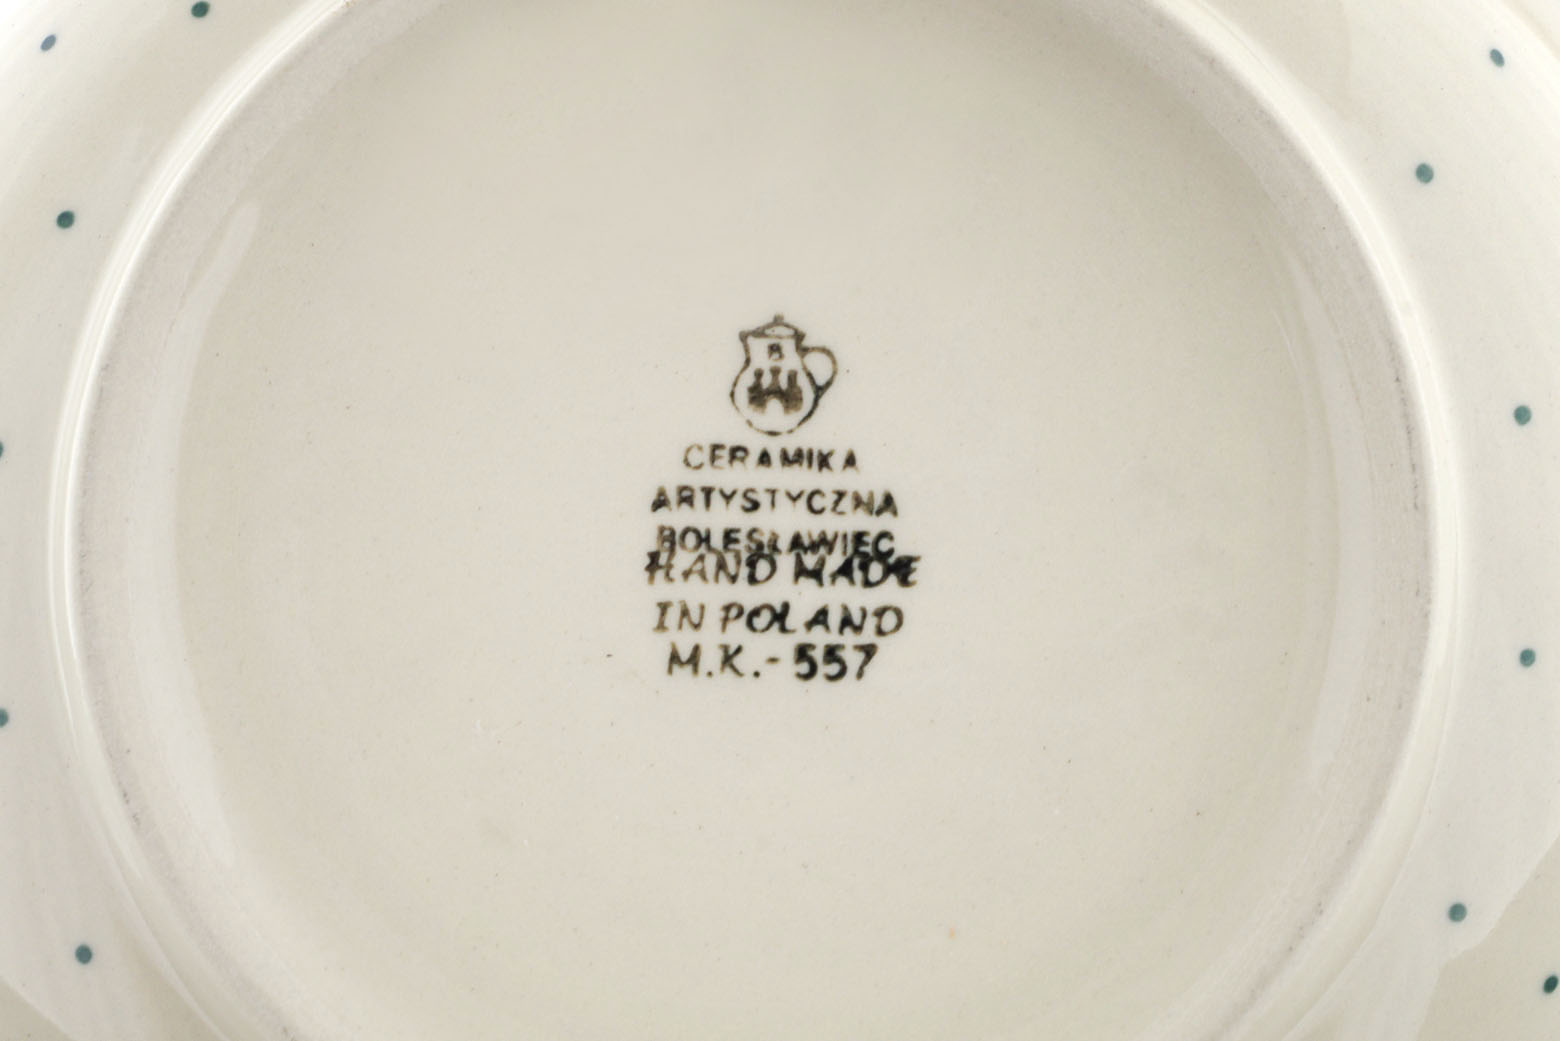 B
CERAMIKA
ARTYSTYCZNA
BOLESŁAWIEC
HAND MADE
IN POLAND
M.K.-557